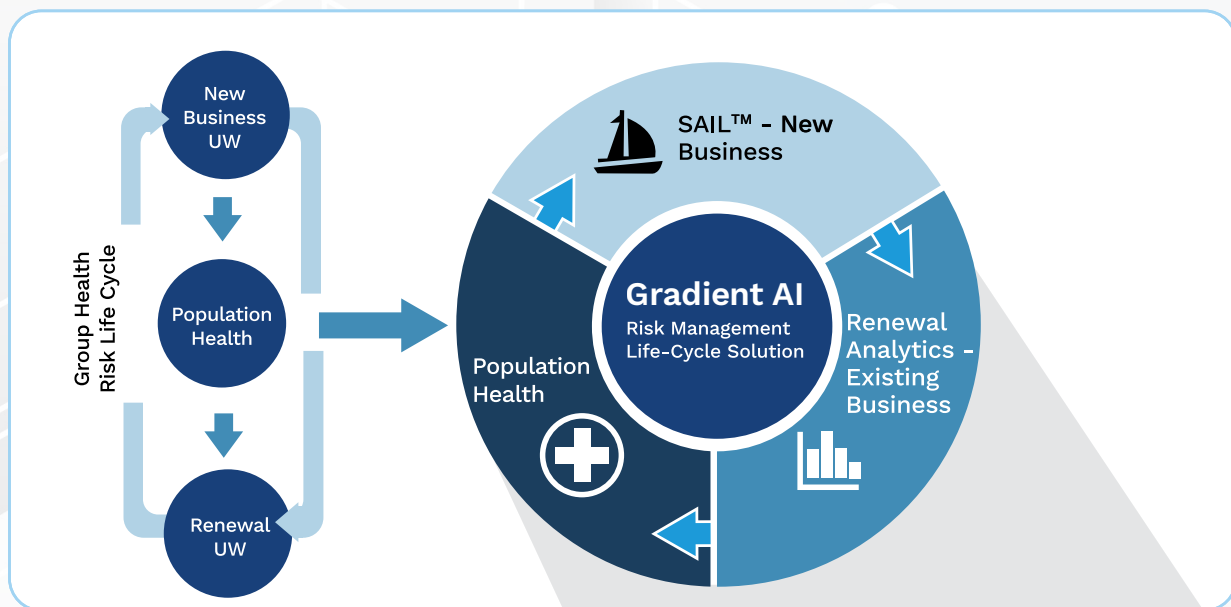 New
Business
UW
Population
Health
Renewal
UW
Group Health
Risk Life Cycle
SAIL™ - New
Business
Gradient AI
Risk Management
Life-Cycle Solution
Renewal
Analytics -
Existing
Business
Population
Health